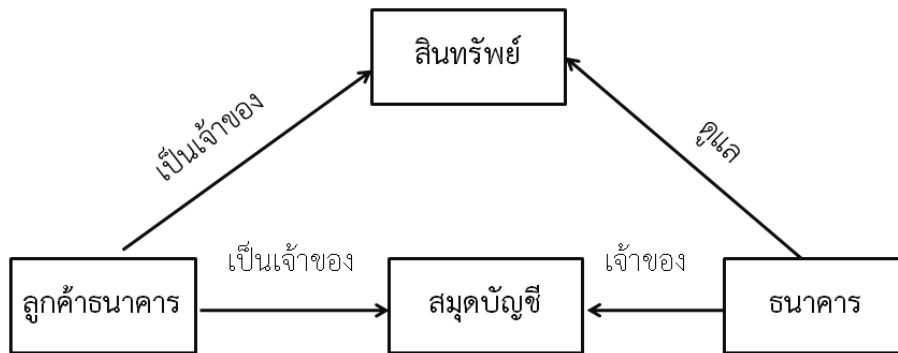 สินทรัพย์
เป็นเจ้าของ
ดูแล
เป็นเจ้าของ
เจ้าของ
ลูกค้าธนาคาร
สมุดบัญชี
ธนาคาร